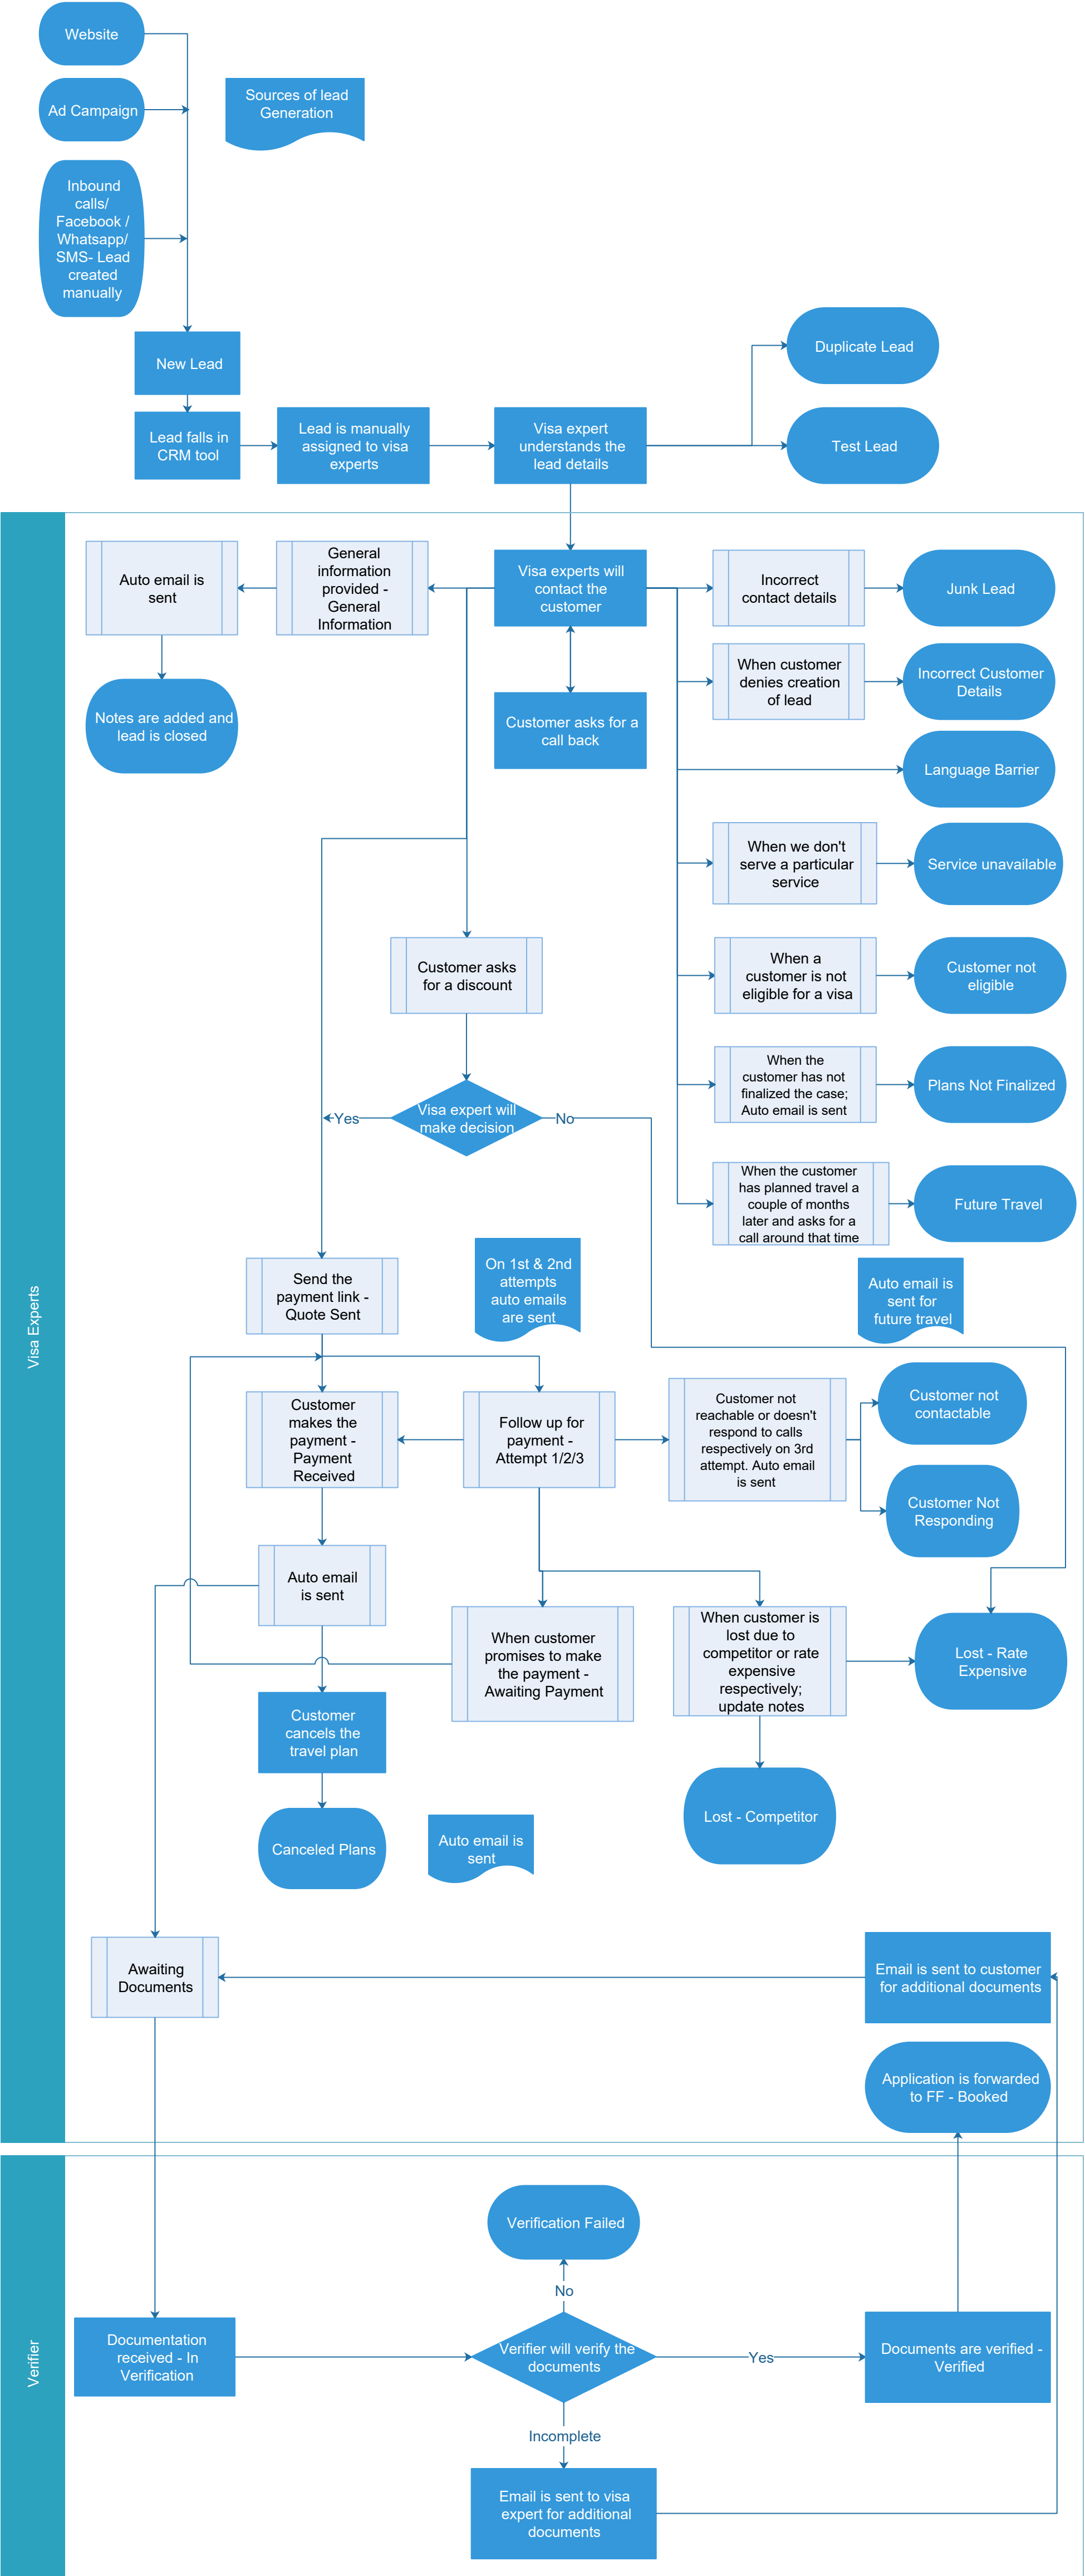 Website
Ad Campaign
Sources of lead
Generation
Inbound
calls/
Facebook /
Whatsapp/
SMS- Lead
created
manually
New Lead
Duplicate Lead
Lead falls in
CRM tool
Lead is manually
assigned to visa
experts
Visa expert
understands the
lead details
Test Lead
Visa Experts
Auto email is
sent
General
information
provided -
General
Information
Visa experts will
contact the
customer
Incorrect
contact details
Junk Lead
Notes are added and
lead is closed
Customer asks for a
call back
When customer
denies creation
of lead
Incorrect Customer
Details
Language Barrier
When we don't
serve a particular
service
Service unavailable
Customer asks
for a discount
When a
customer is not
eligible for a visa
Customer not
eligible
Yes
Visa expert will
make decision
No
When the
customer has not
finalized the case;
Auto email is sent
Plans Not Finalized
When the customer
has planned travel a
couple of months
later and asks for a
call around that time
Future Travel
Send the
payment link -
Quote Sent
On 1st & 2nd
attempts
auto emails
are sent
Auto email is
sent for
future travel
Customer
makes the
payment -
Payment
Received
Follow up for
payment -
Attempt 1/2/3
Customer not
reachable or doesn't
respond to calls
respectively on 3rd
attempt. Auto email
is sent
Customer not
contactable
Customer Not
Responding
Auto email
is sent
When customer
promises to make
the payment -
Awaiting Payment
When customer is
lost due to
competitor or rate
expensive
respectively;
update notes
Lost - Rate
Expensive
Customer
cancels the
travel plan
Lost - Competitor
Canceled Plans
Auto email is
sent
Awaiting
Documents
Email is sent to customer
for additional documents
Application is forwarded
to FF - Booked
Verifier
Verification Failed
No
Documentation
received - In
Verification
Verifier will verify the
documents
Yes
Documents are verified -
Verified
Incomplete
Email is sent to visa
expert for additional
documents